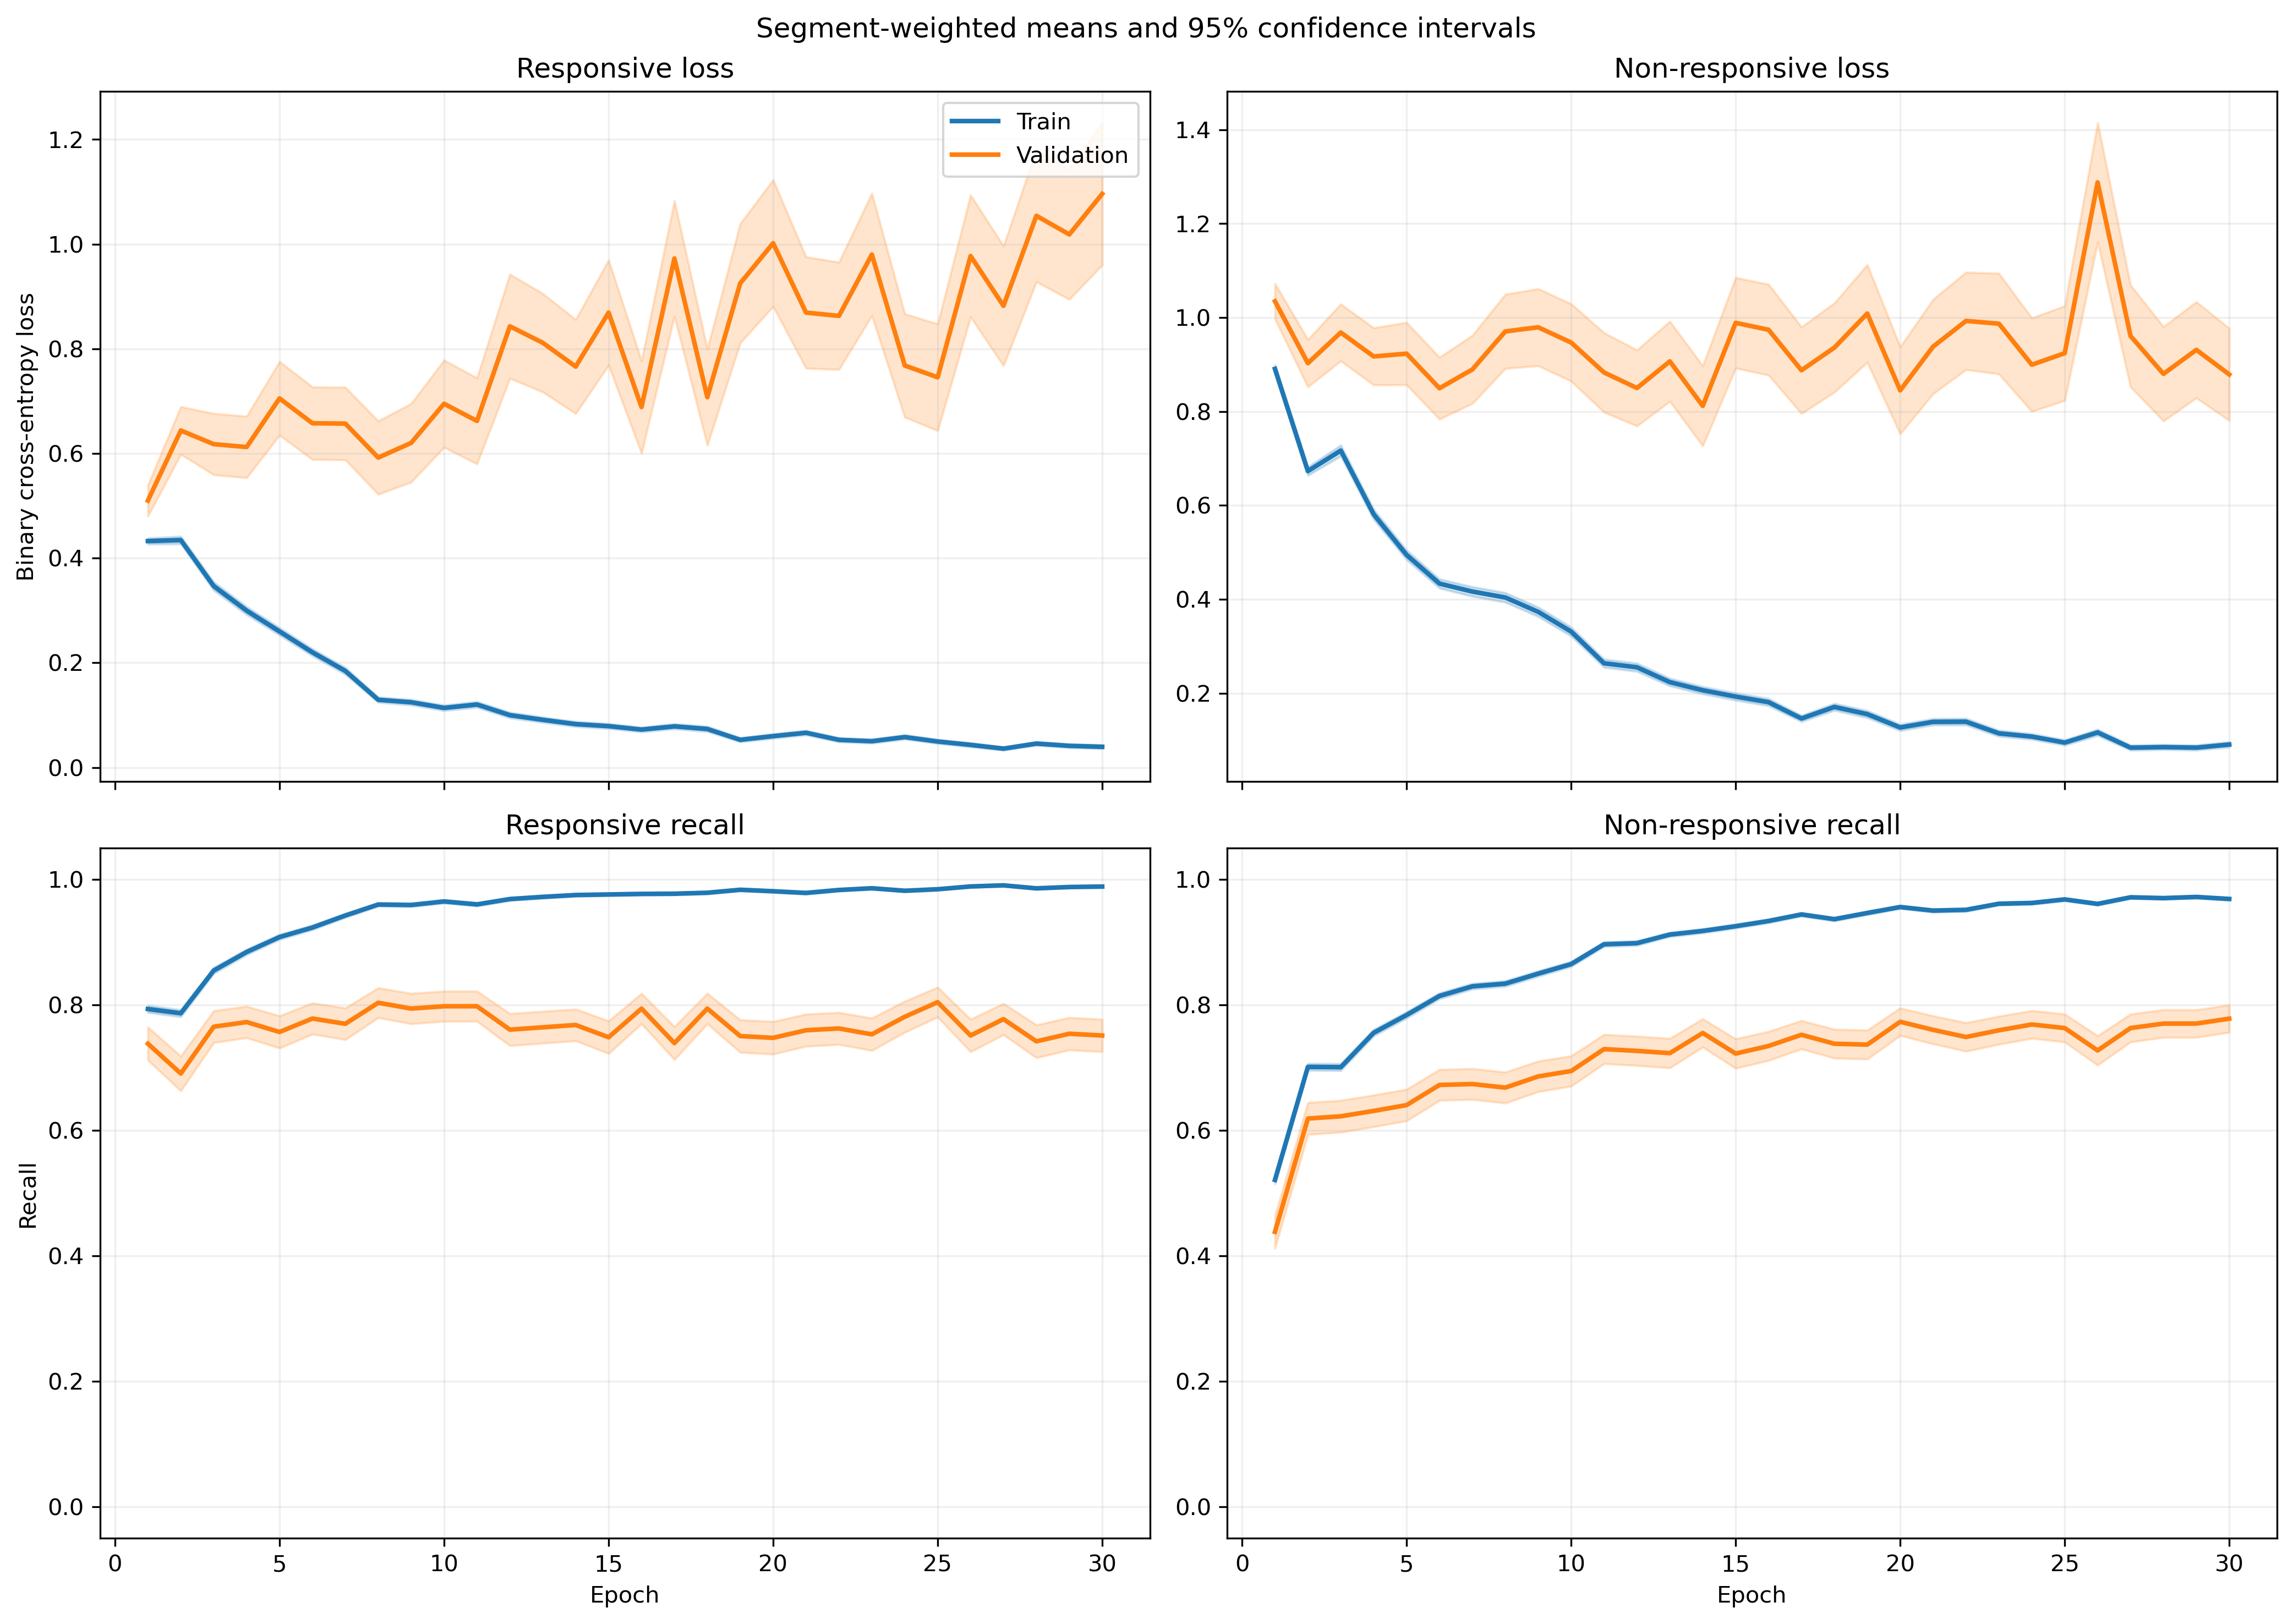 Segment-weighted means and 95% confidence intervals
Responsive loss
Non-responsive loss
Train
Validation
Binary cross-entropy loss
1.2
1.0
0.8
0.6
0.4
0.2
0.0
1.4
1.2
1.0
0.8
0.6
0.4
0.2
Responsive recall
Non-responsive recall
Recall
1.0
0.8
0.6
0.4
0.2
0.0
0 5 10 15 20 25 30
Epoch
1.0
0.8
0.6
0.4
0.2
0.0
0 5 10 15 20 25 30
Epoch